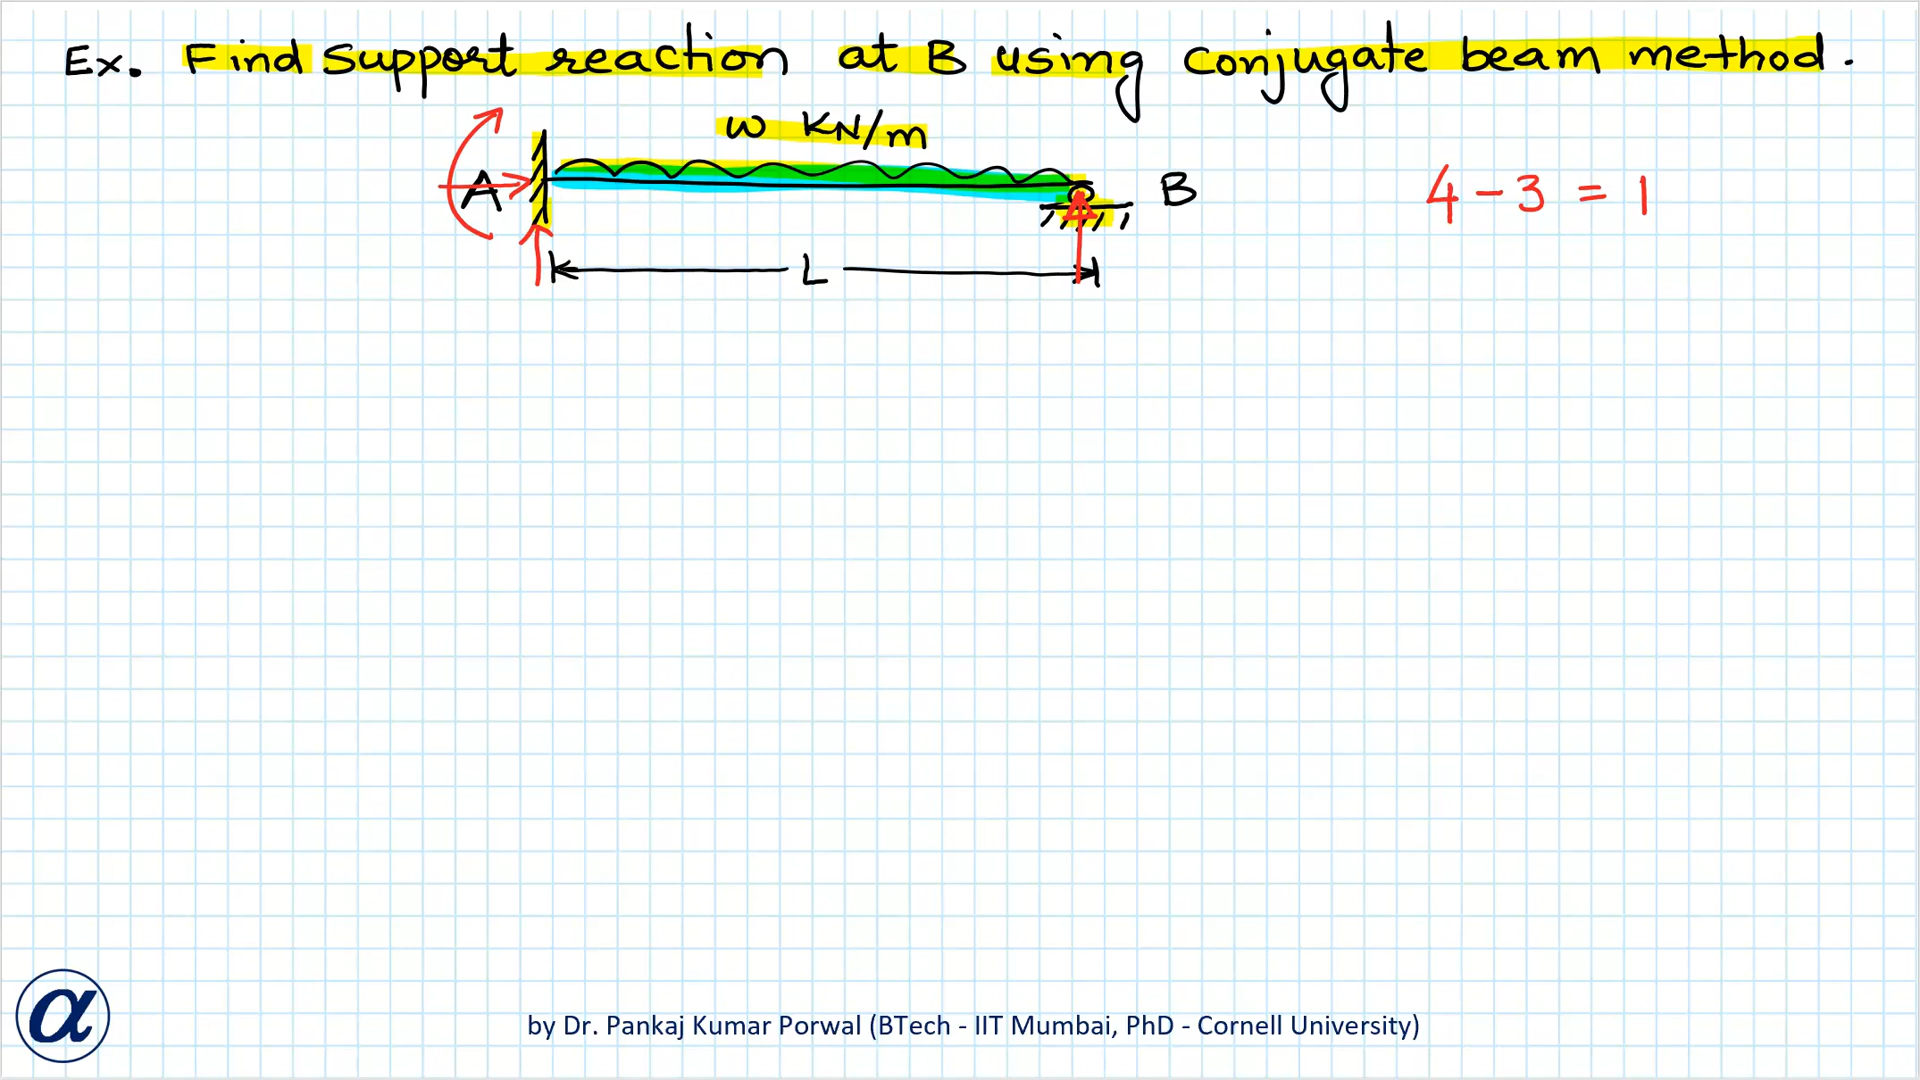 Ex. Find Support reaction at B using Conjugate beam method.
w KN/m
A
B
4 - 3 = 1
L
α
by Dr. Pankaj Kumar Porwal (BTech - IIT Mumbai, PhD - Cornell University)